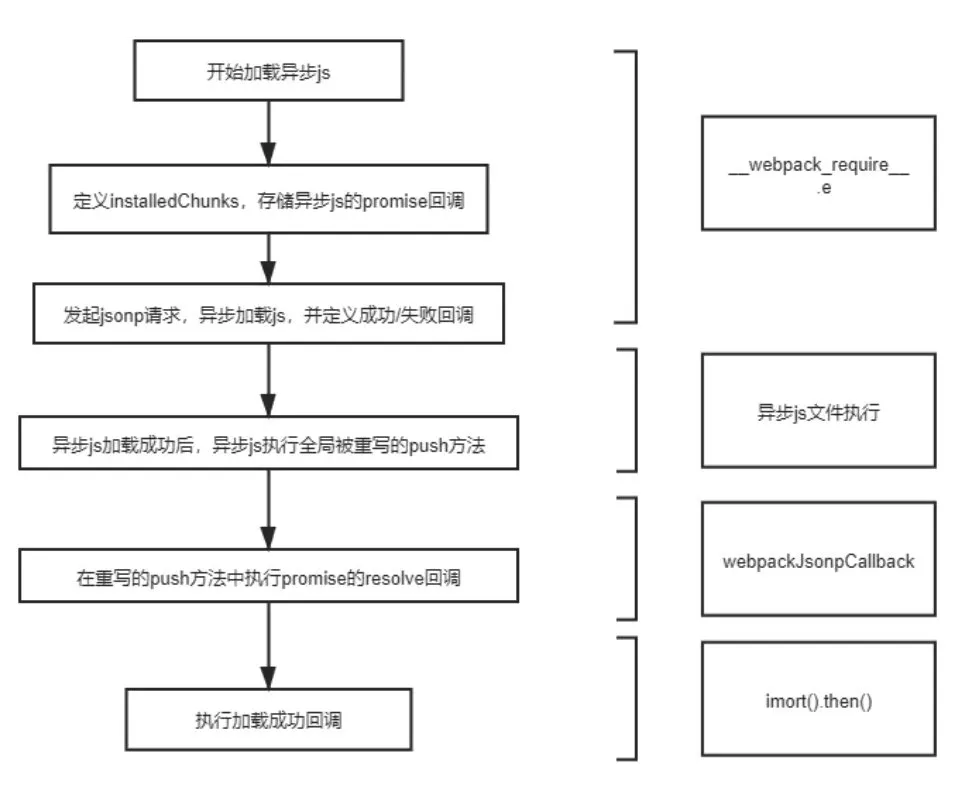 开始加载异步js
定义installedChunks，存储异步js的promise回调
发起jsonp请求，异步加载js，并定义成功/失败回调
异步js加载成功后，异步js执行全局被重写的push方法
在重写的push方法中执行promise的resolve回调
执行加载成功回调
__webpack_require__
.e
异步js文件执行
webpackJsonpCallback
imort().then()